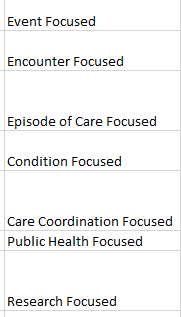 Event Focused
Encounter Focused
Episode of Care Focused
Condition Focused
Care Coordination Focused
Public Health Focused
Research Focused